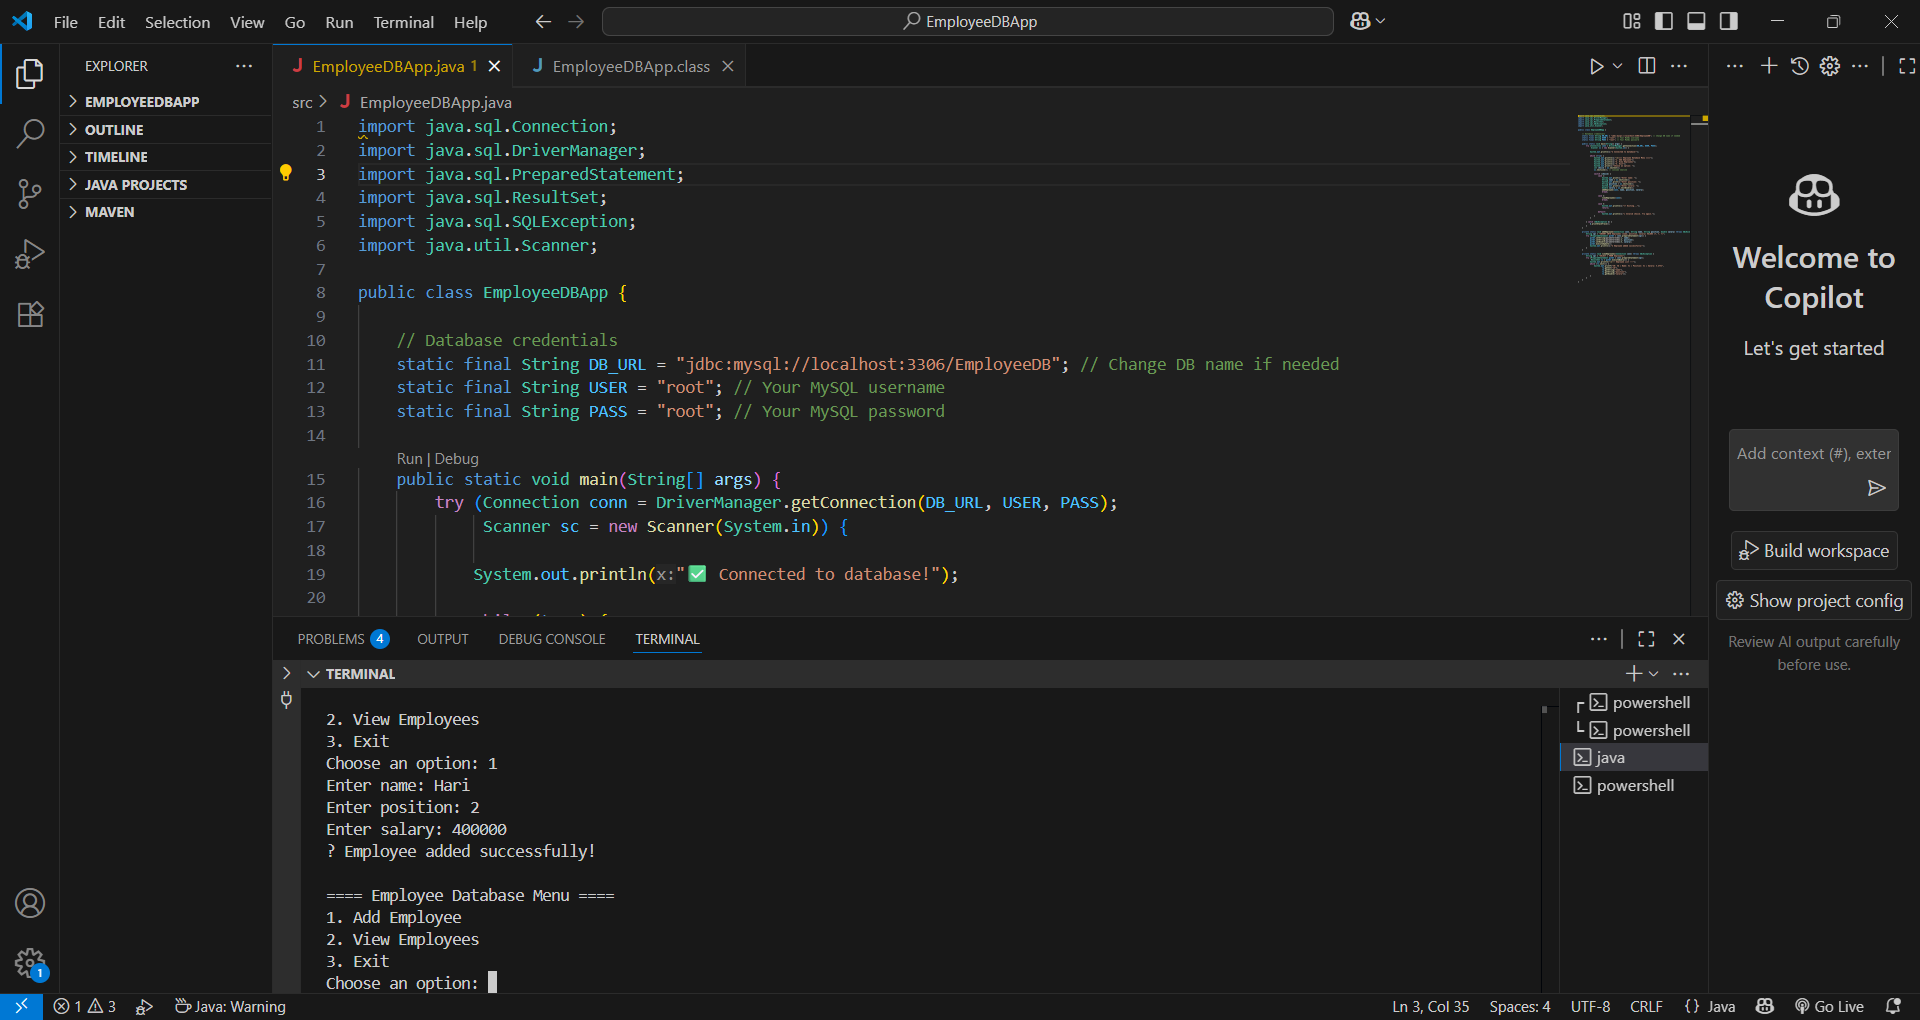 File Edit Selection View Go Run Terminal Help
EmployeeDBApp
EXPLORER
EMPLOYEEDBAPP
OUTLINE
TIMELINE
JAVA PROJECTS
MAVEN
EmployeeDBApp.java 1
EmployeeDBApp.class
src > J EmployeeDBApp.java
1 import java.sql.Connection;
2 import java.sql.DriverManager;
3 import java.sql.PreparedStatement;
4 import java.sql.ResultSet;
5 import java.sql.SQLException;
6 import java.util.Scanner;
7
8 public class EmployeeDBApp {
9
10 // Database credentials
11 static final String DB_URL = "jdbc:mysql://localhost:3306/EmployeeDB"; // Change DB name if needed
12 static final String USER = "root"; // Your MySQL username
13 static final String PASS = "root"; // Your MySQL password
14
Run | Debug
15 public static void main(String[] args) {
16 try (Connection conn = DriverManager.getConnection(DB_URL, USER, PASS);
17 Scanner sc = new Scanner(System.in)) {
18
19 System.out.println(x:"✅ Connected to database!");
20
PROBLEMS 4 OUTPUT DEBUG CONSOLE TERMINAL
TERMINAL
2. View Employees
3. Exit
Choose an option: 1
Enter name: Hari
Enter position: 2
Enter salary: 400000
? Employee added successfully!
==== Employee Database Menu ====
1. Add Employee
2. View Employees
3. Exit
Choose an option:
powershell
powershell
java
powershell
Welcome to
Copilot
Let's get started
Add context (#), exter
Build workspace
Show project config
Review AI output carefully
before use.
1
1 3 Java: Warning
Ln 3, Col 35 Spaces: 4 UTF-8 CRLF {} Java Go Live